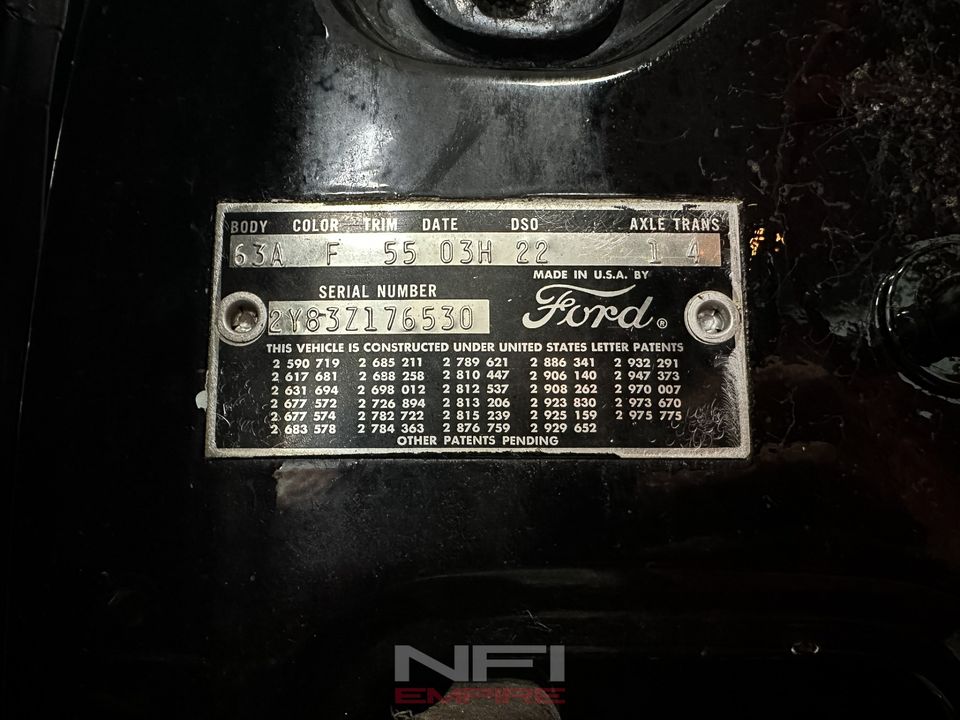 BODY COLOR TRIM DATE DSO AXLE TRANS
63A F 55 03H 22 1 4
MADE IN U.S.A. BY
SERIAL NUMBER
Ford ®
2Y83Z176530
THIS VEHICLE IS CONSTRUCTED UNDER UNITED STATES LETTER PATENTS
2 590 719 2 685 211 2 789 621 2 886 341 2 932 291
2 617 681 2 688 258 2 810 447 2 906 140 2 947 373
2 631 694 2 698 012 2 812 537 2 908 262 2 970 007
2 677 572 2 726 894 2 813 206 2 923 830 2 973 670
2 677 574 2 782 722 2 815 239 2 925 159 2 975 775
2 683 578 2 784 363 2 876 759 2 929 652
OTHER PATENTS PENDING
NFI
EMPIRE